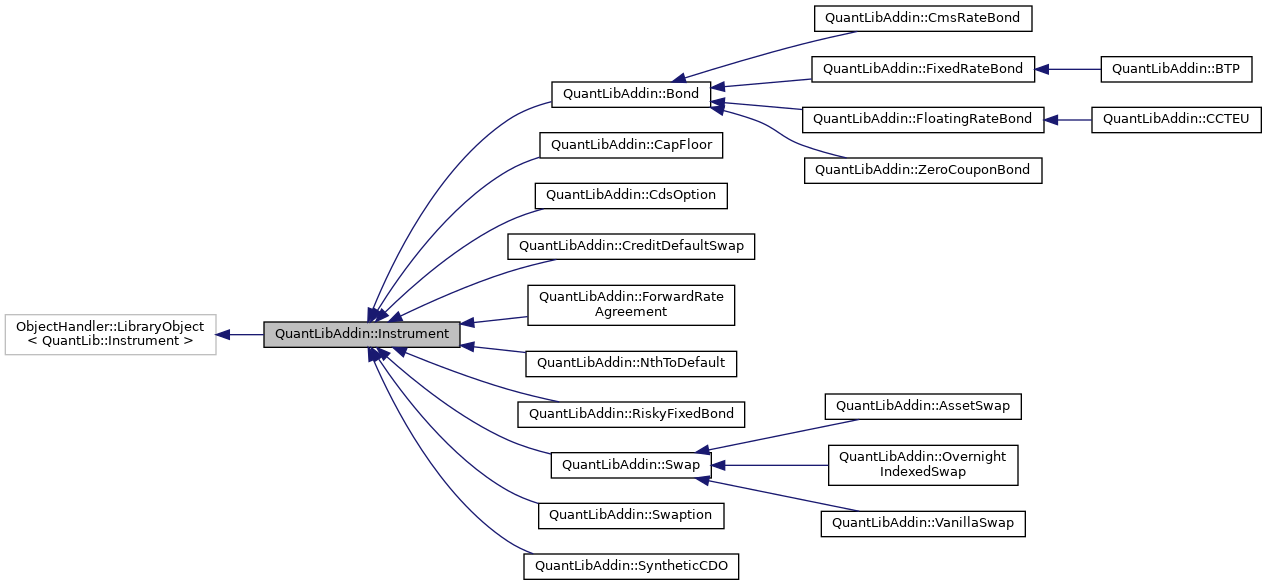 QuantLibAddin::CmsRateBond
QuantLibAddin::FixedRateBond
QuantLibAddin::BTP
QuantLibAddin::Bond
QuantLibAddin::FloatingRateBond
QuantLibAddin::CCTEU
QuantLibAddin::CapFloor
QuantLibAddin::ZeroCouponBond
QuantLibAddin::CdsOption
QuantLibAddin::CreditDefaultSwap
QuantLibAddin::ForwardRate
Agreement
ObjectHandler::LibraryObject
< QuantLib::Instrument >
QuantLibAddin::Instrument
QuantLibAddin::NthToDefault
QuantLibAddin::RiskyFixedBond
QuantLibAddin::AssetSwap
QuantLibAddin::Swap
QuantLibAddin::Overnight
IndexedSwap
QuantLibAddin::Swaption
QuantLibAddin::VanillaSwap
QuantLibAddin::SyntheticCDO